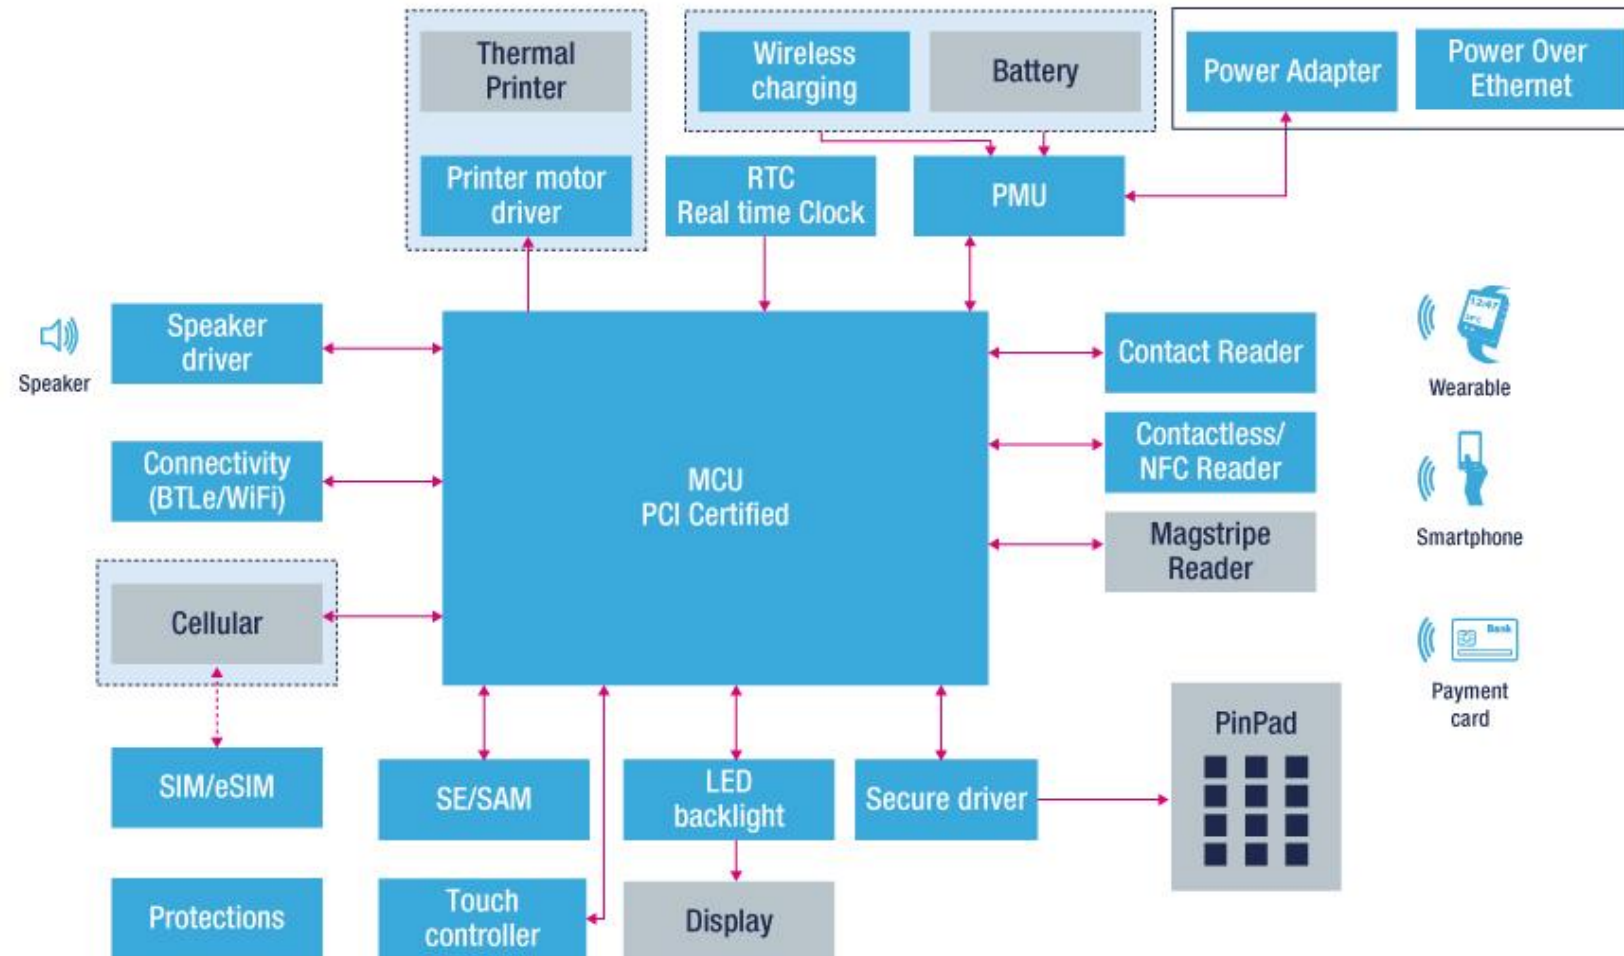 Thermal
Printer
Wireless
charging
Battery
Power Adapter
Power Over
Ethernet
Printer motor
driver
RTC
Real time Clock
PMU
Speaker
Speaker
driver
Connectivity
(BTLe/WiFi)
Cellular
MCU
PCI Certified
Contact Reader
Contactless/
NFC Reader
Magstripe
Reader
Wearable
Smartphone
Bank
Payment
card
SIM/eSIM
SE/SAM
LED
backlight
Secure driver
PinPad
Protections
Touch
controller
Display